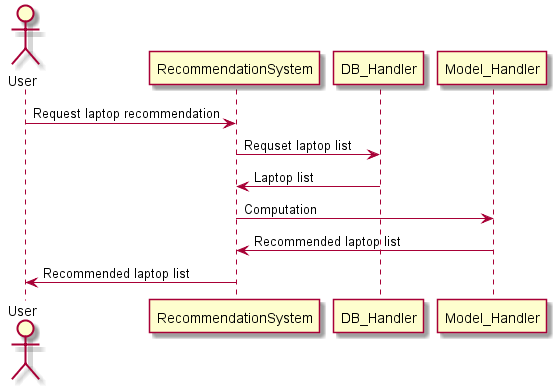 User
RecommendationSystem
DB_Handler
Model_Handler
Request laptop recommendation
Requset laptop list
Laptop list
Computation
Recommended laptop list
Recommended laptop list
User
RecommendationSystem
DB_Handler
Model_Handler